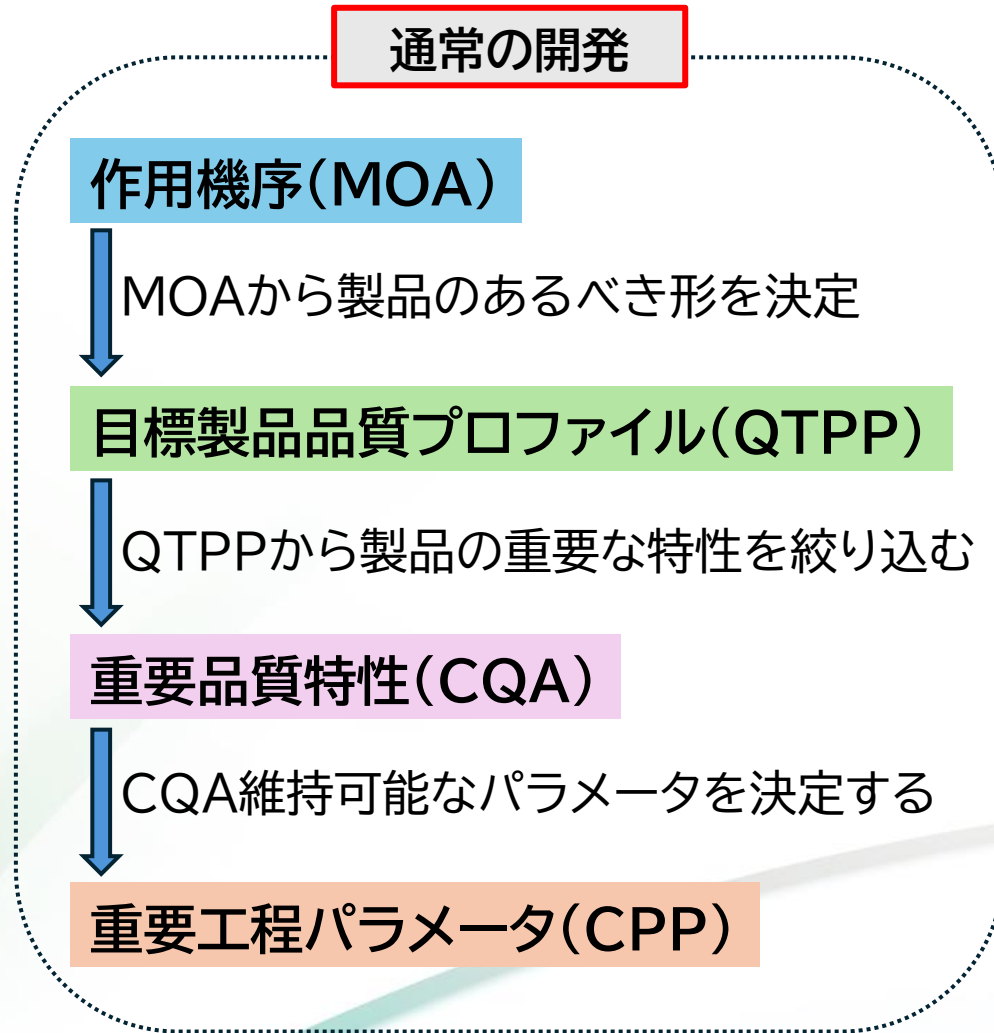 通常の開発
作用機序(MOA)
MOAから製品のあるべき形を決定
目標製品品質プロファイル(QTPP)
QTPPから製品の重要な特性を絞り込む
重要品質特性(CQA)
CQA維持可能なパラメータを決定する
重要工程パラメータ(CPP)